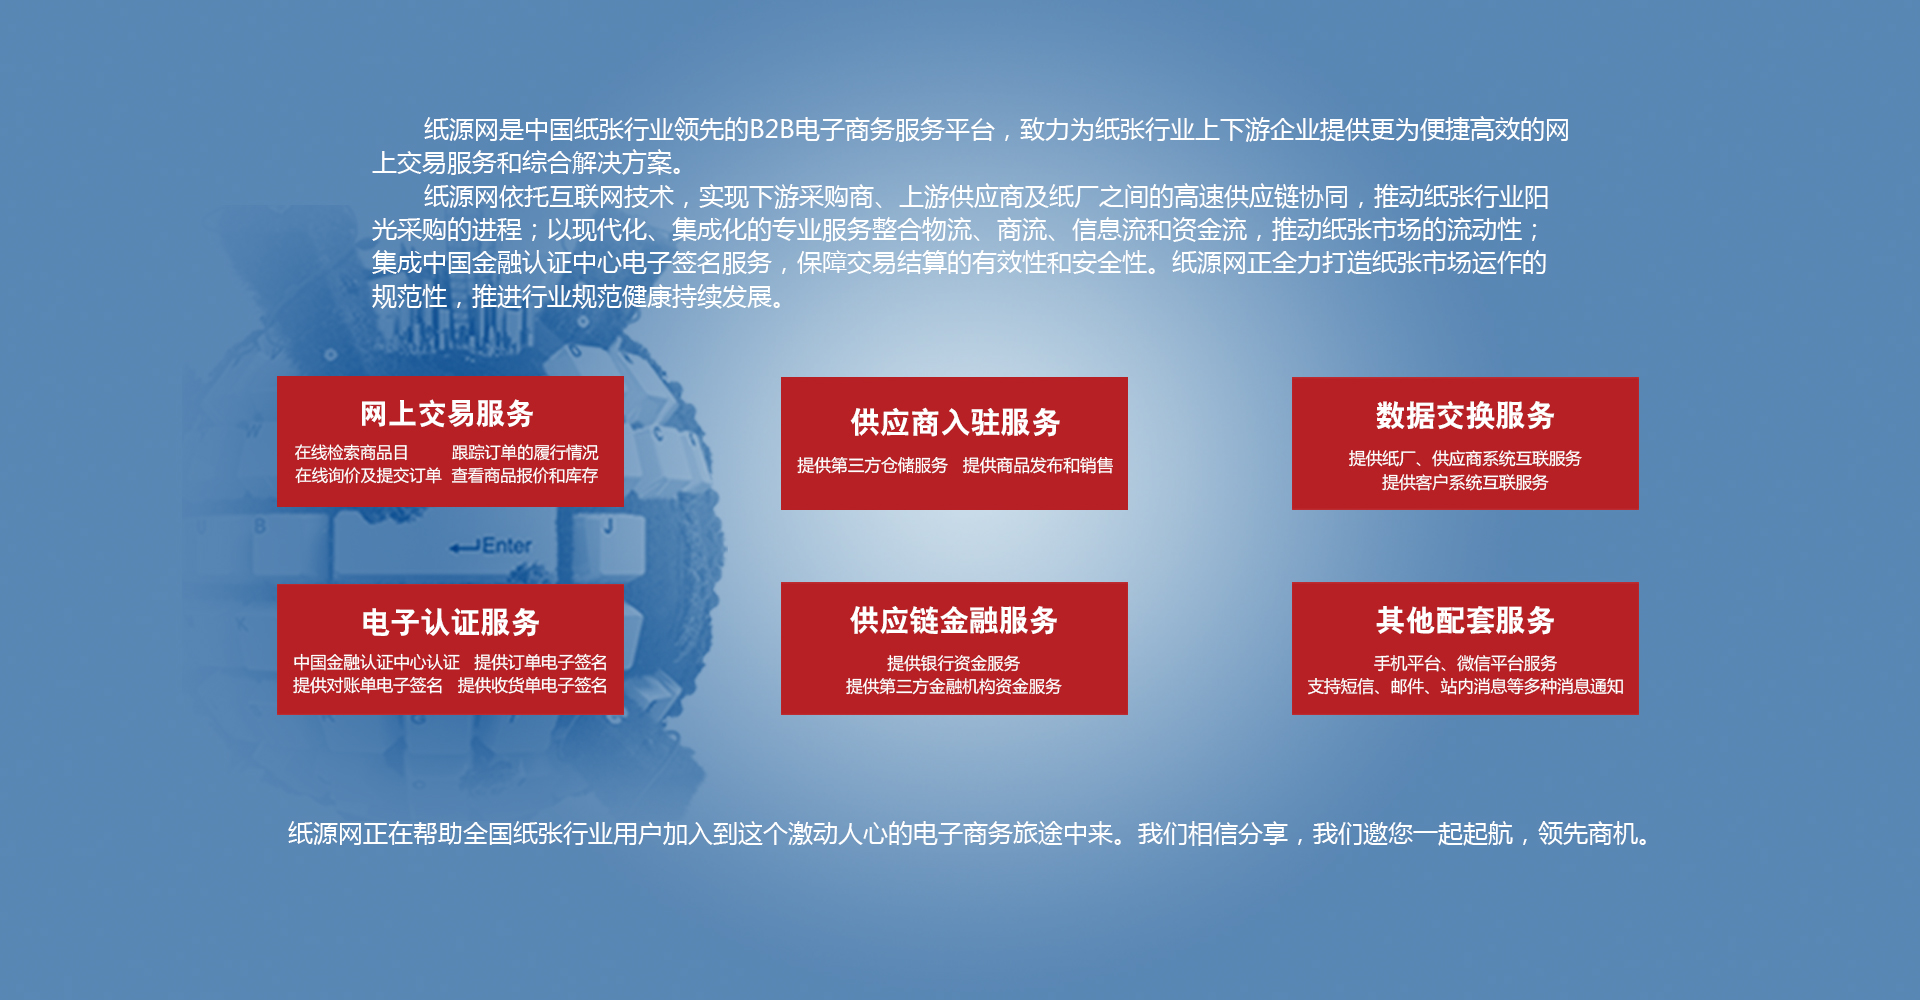 纸源网是中国纸张行业领先的B2B电子商务服务平台，致力为纸张行业上下游企业提供更为便捷高效的网
上交易服务和综合解决方案。
纸源网依托互联网技术，实现下游采购商、上游供应商及纸厂之间的高速供应链协同，推动纸张行业阳
光采购的进程；以现代化、集成化的专业服务整合物流、商流、信息流和资金流，推动纸张市场的流动性；
集成中国金融认证中心电子签名服务，保障交易结算的有效性和安全性。纸源网正全力打造纸张市场运作的
规范性，推进行业规范健康持续发展。
网上交易服务
在线检索商品目 跟踪订单的履行情况
在线询价及提交订单 查看商品报价和库存
供应商入驻服务
提供第三方仓储服务 提供商品发布和销售
数据交换服务
提供纸厂、供应商系统互联服务
提供客户系统互联服务
U B Enter J
电子认证服务
中国金融认证中心认证 提供订单电子签名
提供对账单电子签名 提供收货单电子签名
供应链金融服务
提供银行资金服务
提供第三方金融机构资金服务
其他配套服务
手机平台、微信平台服务
支持短信、邮件、站内消息等多种消息通知
纸源网正在帮助全国纸张行业用户加入到这个激动人心的电子商务旅途中来。我们相信分享，我们邀您一起起航，领先商机。